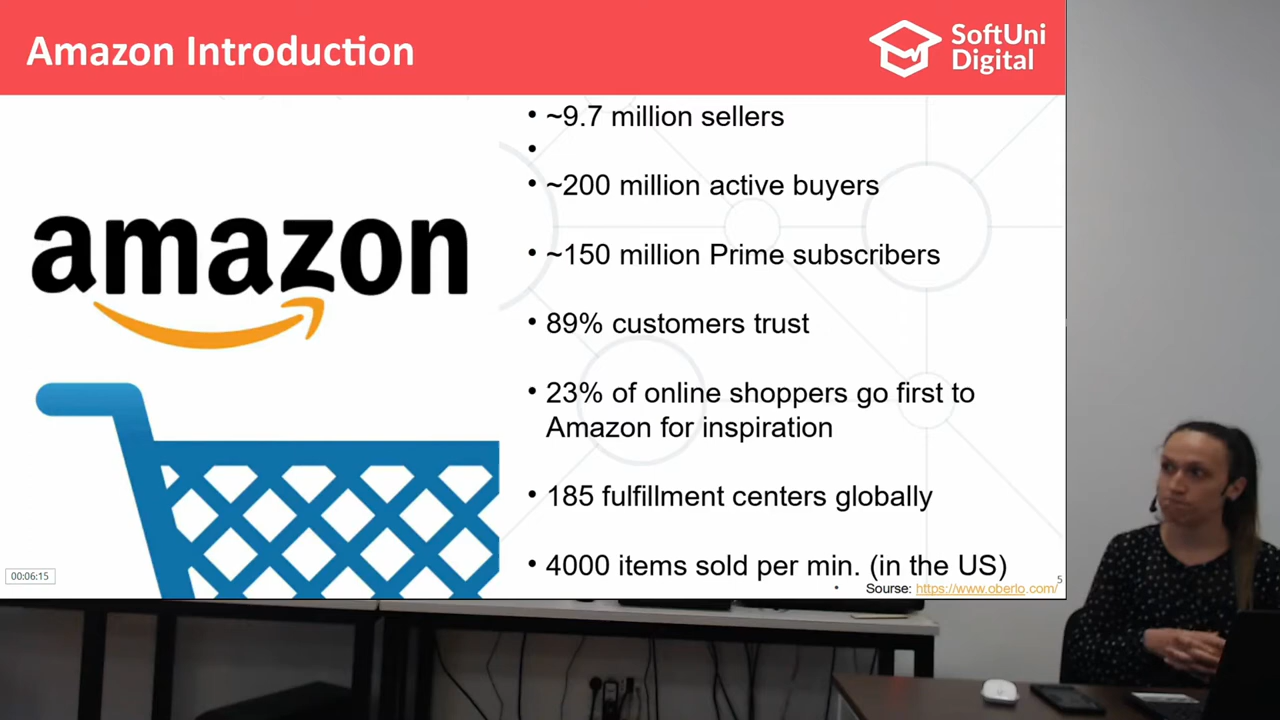 Amazon Introduction
SoftUni
Digital
• ~9.7 million sellers
•
• ~200 million active buyers
amazon
• ~150 million Prime subscribers
• 89% customers trust
• 23% of online shoppers go first to
Amazon for inspiration
• 185 fulfillment centers globally
• 4000 items sold per min. (in the US)
00:06:15
5
• Sourse: https://www.oberlo.com/